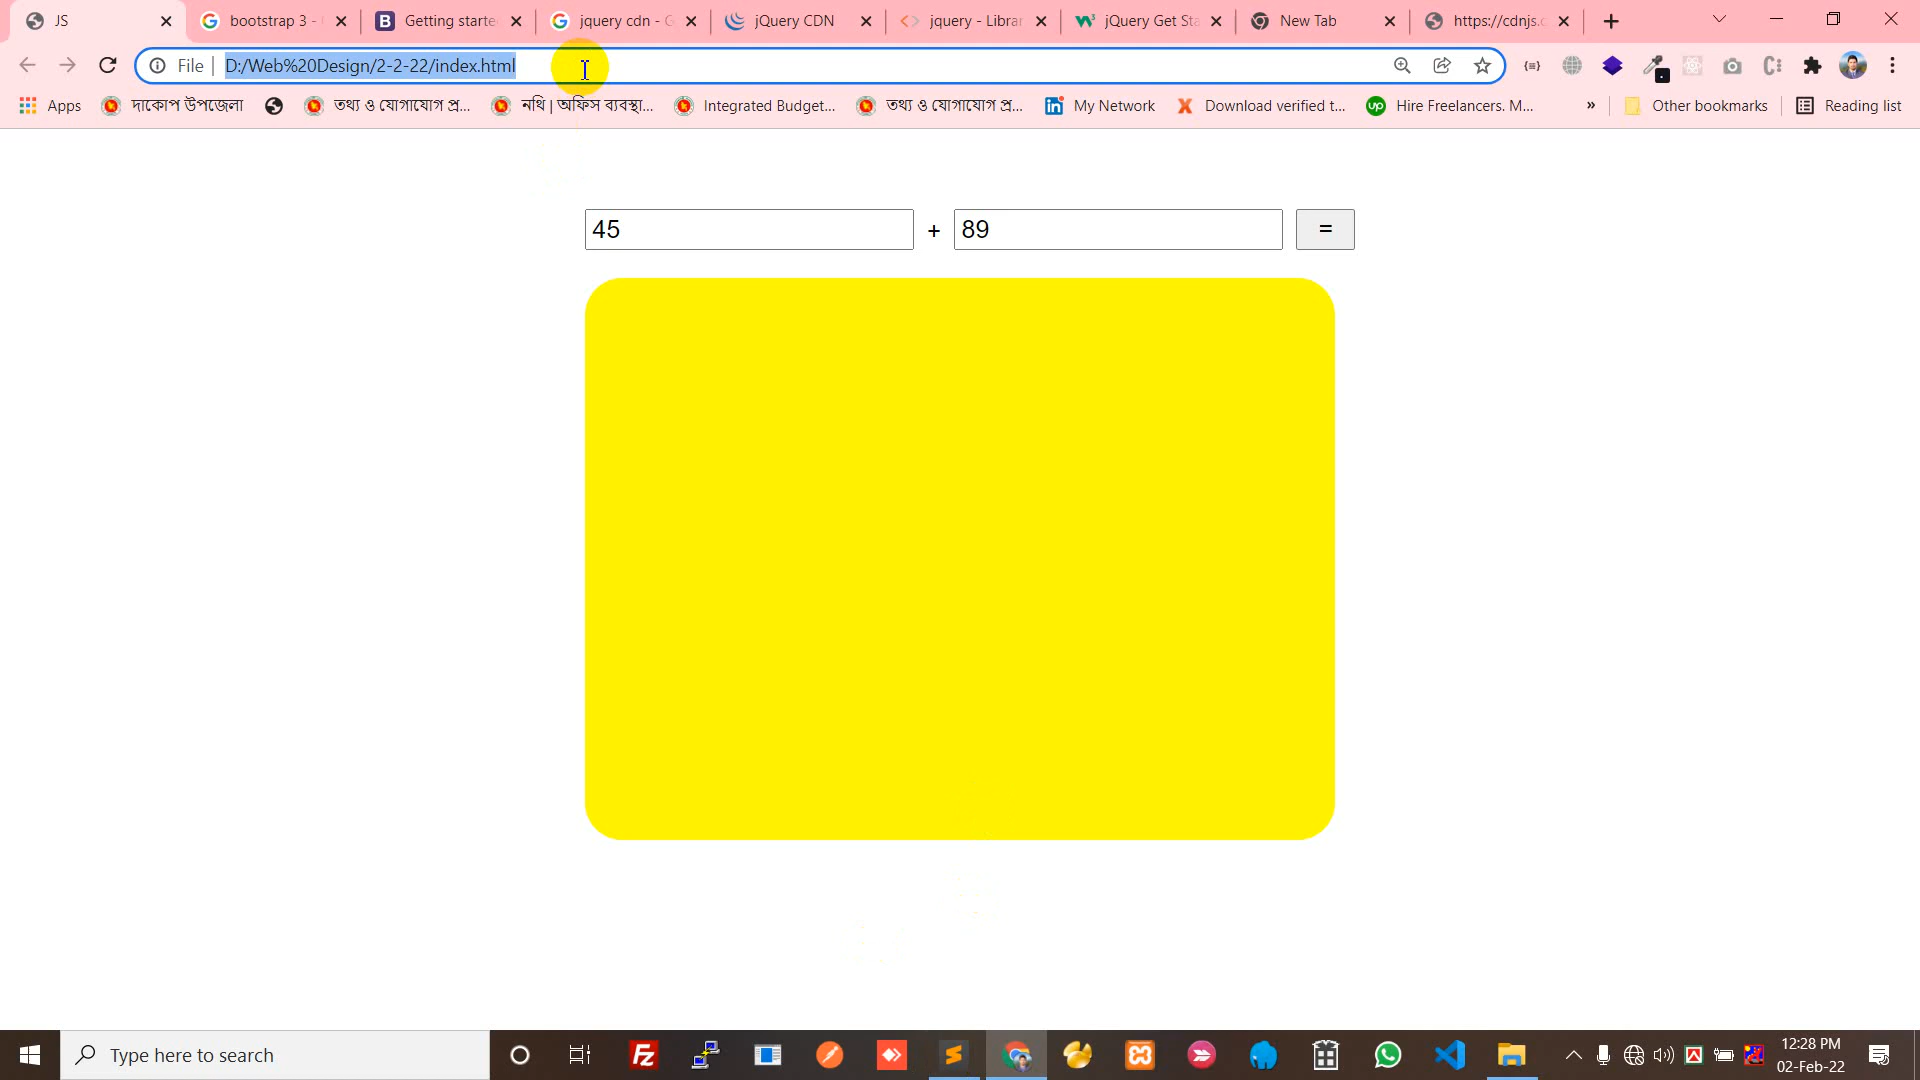 JS
bootstrap 3 -
Getting starte
jquery cdn - G
jQuery CDN
jquery - Librar
jQuery Get Sta
New Tab
https://cdnjs.c
File
D:/Web%20Design/2-2-22/index.html
Apps
দাকোপ উপজেলা
তথ্য ও যোগাযোগ প্র...
নথি | অফিস ব্যবস্থা...
Integrated Budget...
তথ্য ও যোগাযোগ প্র...
My Network
Download verified t...
Hire Freelancers. M...
»
Other bookmarks
Reading list
45 + 89 =
Type here to search
12:28 PM
02-Feb-22